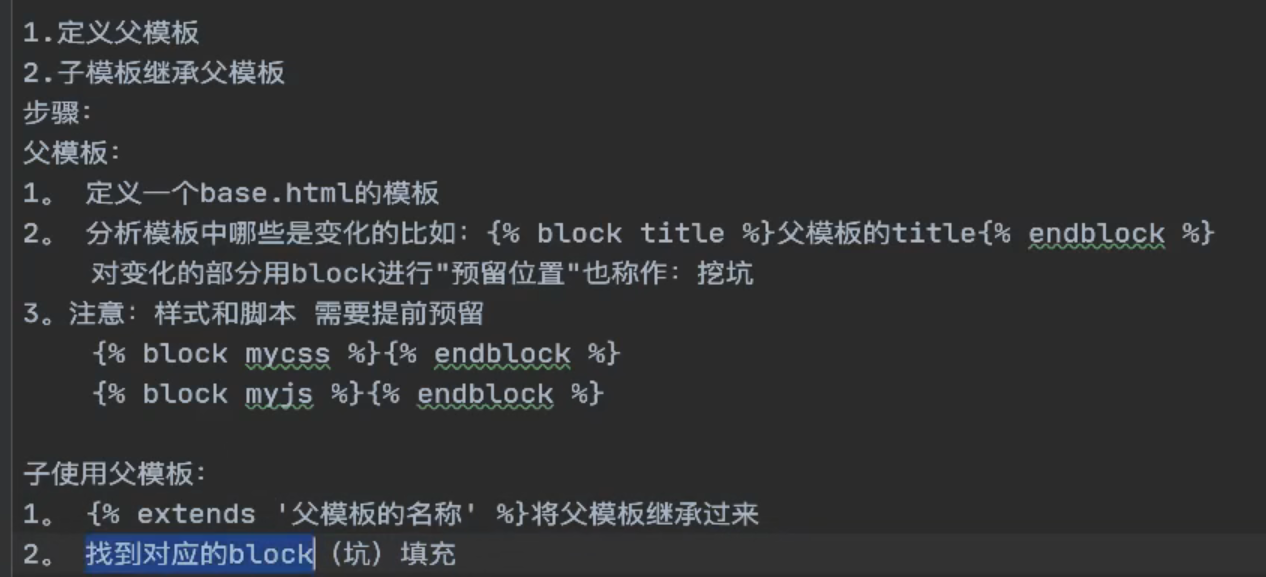 1.定义父模板
2.子模板继承父模板
步骤:
父模板:
1。 定义一个base.html的模板
2。 分析模板中哪些是变化的比如: {% block title %}父模板的title{% endblock %}
对变化的部分用block进行"预留位置"也称作: 挖坑
3。注意: 样式和脚本 需要提前预留
{% block mycss %}{% endblock %}
{% block myjs %}{% endblock %}
子使用父模板:
1。 {% extends '父模板的名称' %}将父模板继承过来
2。 找到对应的block（坑）填充